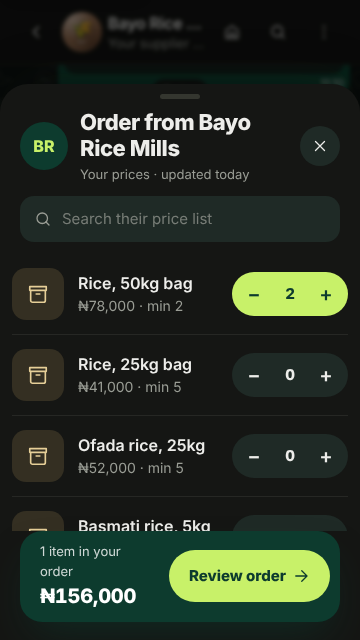 Bayo Rice ...
Your supplier ...
BR
Order from Bayo
Rice Mills
Your prices · updated today
Search their price list
Rice, 50kg bag
₦78,000 · min 2
− 2 +
Rice, 25kg bag
₦41,000 · min 5
− 0 +
Ofada rice, 25kg
₦52,000 · min 5
− 0 +
Basmati rice, 5kg
1 item in your
order
₦156,000
Review order →